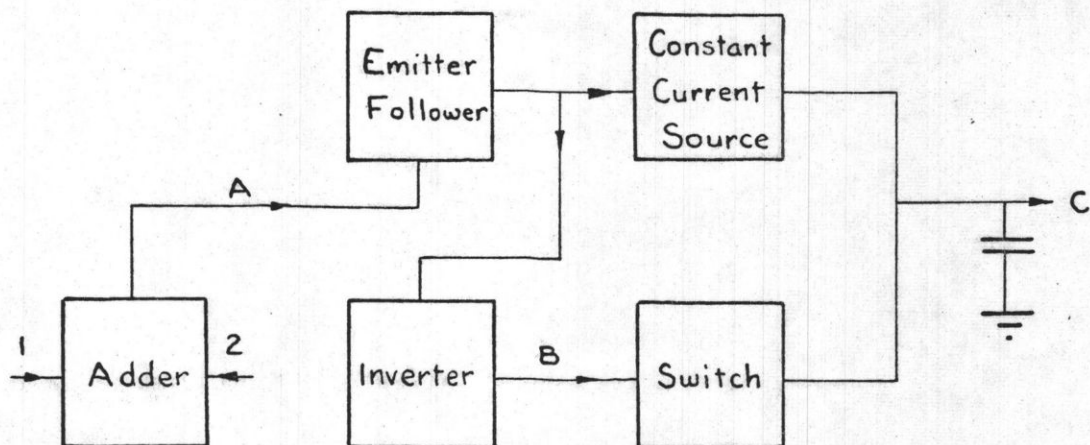 Emitter
Follower
Constant
Current
Source
A
C
1
Adder
2
Inverter
B
Switch